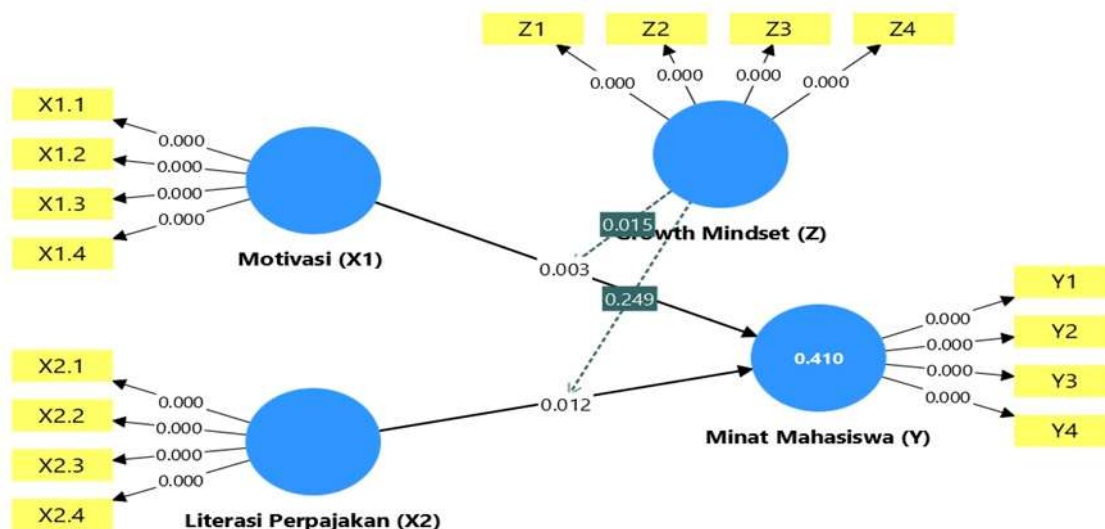 Z1 Z2 Z3 Z4
0.000 0.000 0.000 0.000
X1.1
X1.2
X1.3
X1.4
0.000
0.000
0.000
0.000
Motivasi (X1)
Growth Mindset (Z)
0.015
0.003
0.249
0.012
X2.1
X2.2
X2.3
X2.4
0.000
0.000
0.000
0.000
Literasi Perpajakan (X2)
0.410
Minat Mahasiswa (Y)
0.000
0.000
0.000
0.000
Y1
Y2
Y3
Y4